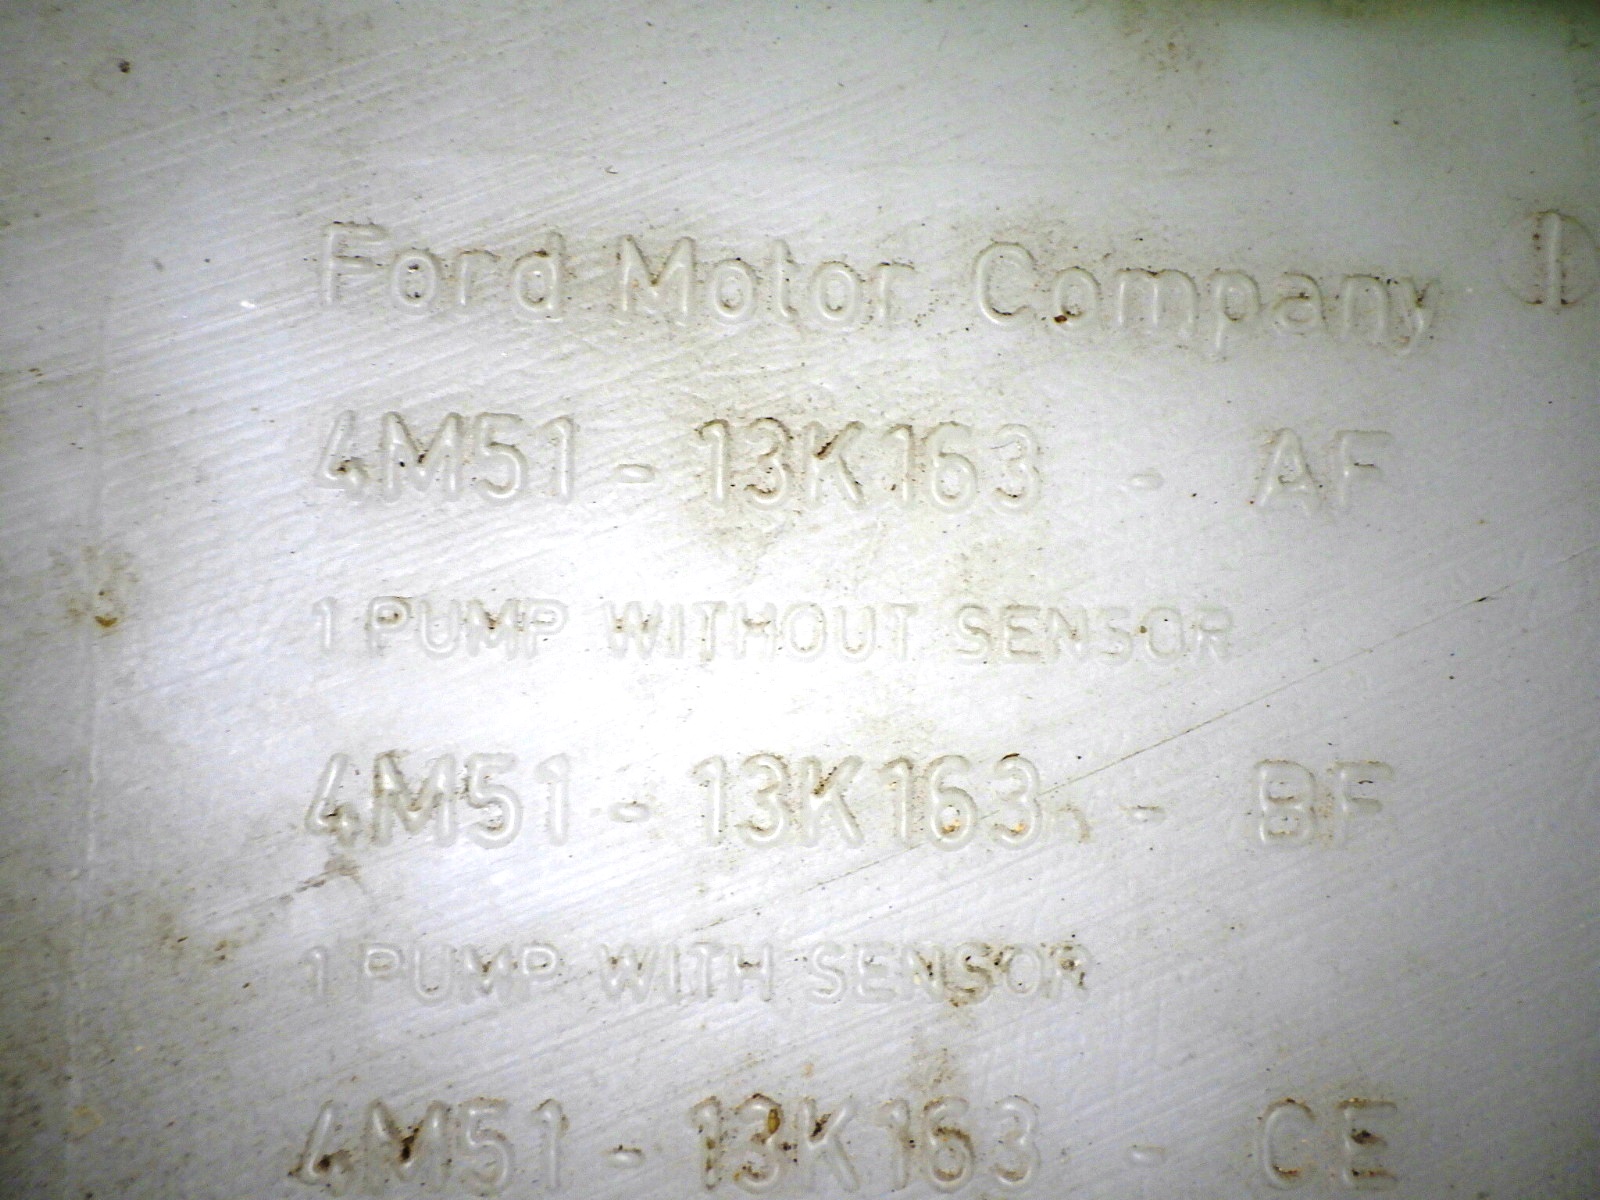 Ford Motor Company
4M51 - 13K163 - AF
1 PUMP WITHOUT SENSOR
4M51 - 13K163 - BF
1 PUMP WITH SENSOR
4M51 - 13K163 - CE